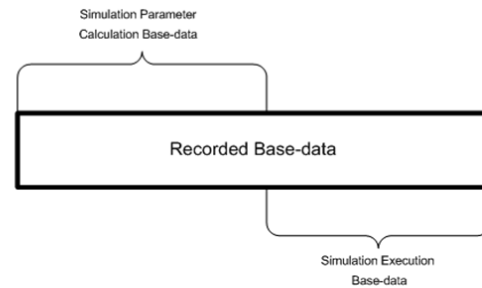 Simulation Parameter
Calculation Base-data
Recorded Base-data
Simulation Execution
Base-data